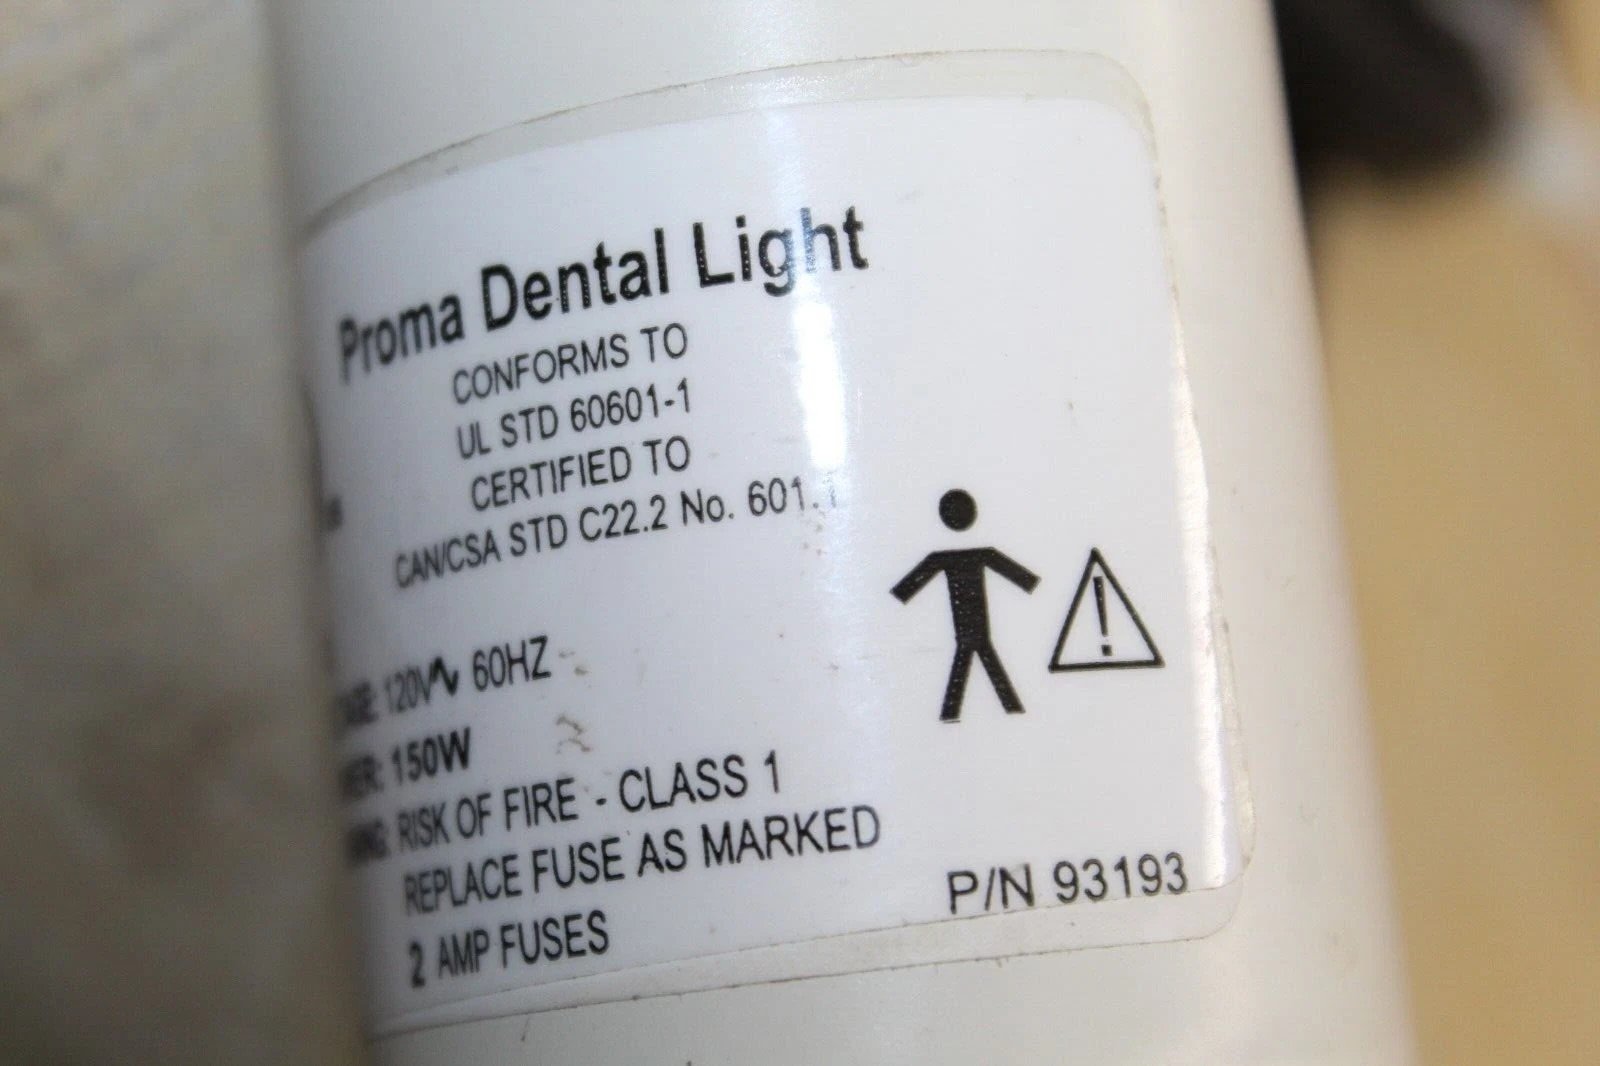 Proma Dental Light
CONFORMS TO
UL STD 60601-1
CERTIFIED TO
CAN/CSA STD C22.2 No. 601.1
120V 60HZ
150W
RISK OF FIRE - CLASS 1
REPLACE FUSE AS MARKED
2 AMP FUSES
P/N 93193